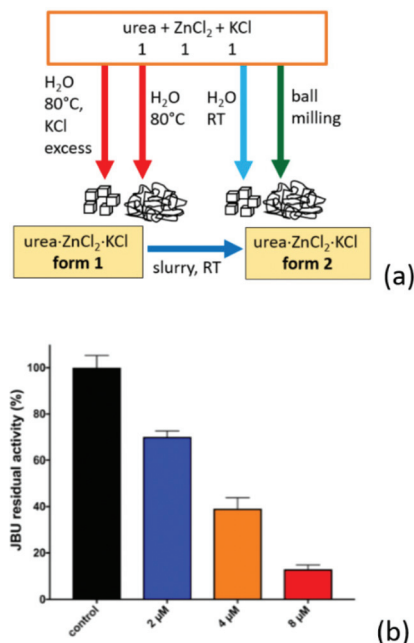 urea + ZnCl₂ + KCl
1 1 1
H₂O
80°C,
KCl
excess
H₂O
80°C
H₂O
RT
ball
milling
urea·ZnCl₂·KCl
form 1
slurry, RT
urea·ZnCl₂·KCl
form 2
(a)
JBU residual activity (%)
100
80
60
40
20
0
control
2 µM
4 µM
8 µM
(b)